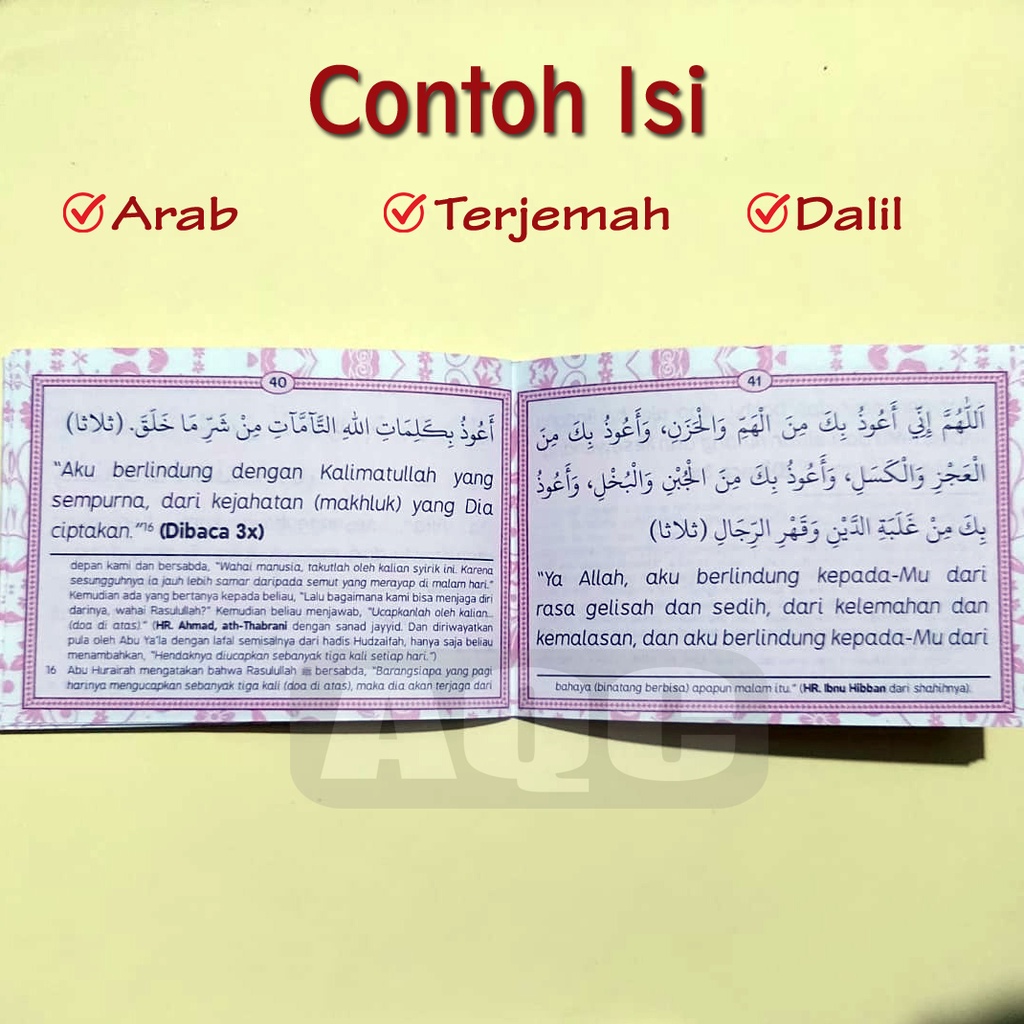 Contoh Isi
Arab
Terjemah
Dalil
40
أَعُوذُ بِكَلِمَاتِ اللهِ التَّآمَّآتِ مِنْ شَرِّ مَا خَلَقَ. (ثلاثا)
"Aku berlindung dengan Kalimatullah yang
sempurna, dari kejahatan (makhluk) yang Dia
ciptakan."16 (Dibaca 3x)
depan kami dan bersabda, "Wahai manusia, takutlah oleh kalian syirik ini. Karena
sesungguhnya ia jauh lebih samar daripada semut yang merayap di malam hari."
Kemudian ada yang bertanya kepada beliau, "Lalu bagaimana kami bisa menjaga diri
darinya, wahai Rasulullah?" Kemudian beliau menjawab, "Ucapkanlah oleh kalian...
(doa di atas)." (HR. Ahmad, ath-Thabrani dengan sanad jayyid. Dan diriwayatkan
pula oleh Abu Ya'la dengan lafal semisalnya dari hadis Hudzaifah, hanya saja beliau
menambahkan, "Hendaknya diucapkan sebanyak tiga kali setiap hari.")
16 Abu Hurairah mengatakan bahwa Rasulullah ﷺ bersabda, "Barangsiapa yang pagi
harinya mengucapkan sebanyak tiga kali (doa di atas), maka dia akan terjaga dari
41
اَللّٰهُمَّ إِنِّي أَعُوذُ بِكَ مِنَ الْهَمِّ وَالْحَزَنِ، وَأَعُوذُ بِكَ مِنَ
الْعَجْزِ وَالْكَسَلِ، وَأَعُوذُ بِكَ مِنَ الْجُبْنِ وَالْبُخْلِ، وَأَعُوذُ
بِكَ مِنْ غَلَبَةِ الدَّيْنِ وَقَهْرِ الرِّجَالِ (ثلاثا)
"Ya Allah, aku berlindung kepada-Mu dari
rasa gelisah dan sedih, dari kelemahan dan
kemalasan, dan aku berlindung kepada-Mu dari
bahaya (binatang berbisa) apapun malam itu." (HR. Ibnu Hibban dari shahihnya).
AQC